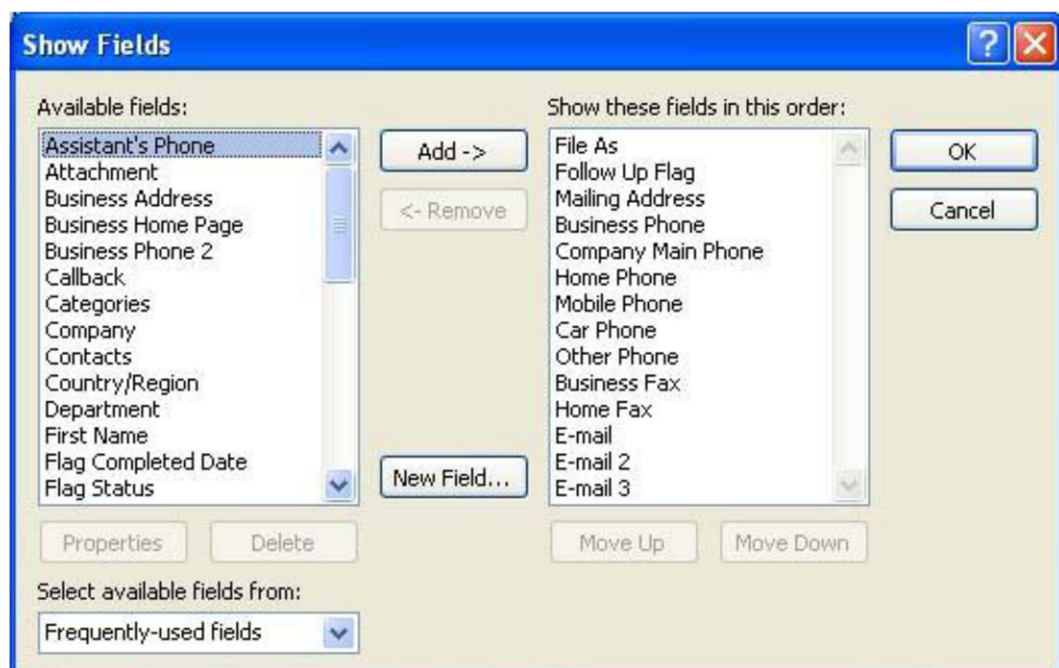 Show Fields
Available fields:
Assistant's Phone
Attachment
Business Address
Business Home Page
Business Phone 2
Callback
Categories
Company
Contacts
Country/Region
Department
First Name
Flag Completed Date
Flag Status
Add ->
<- Remove
New Field...
Show these fields in this order:
File As
Follow Up Flag
Mailing Address
Business Phone
Company Main Phone
Home Phone
Mobile Phone
Car Phone
Other Phone
Business Fax
Home Fax
E-mail
E-mail 2
E-mail 3
OK
Cancel
Properties
Delete
Move Up
Move Down
Select available fields from:
Frequently-used fields